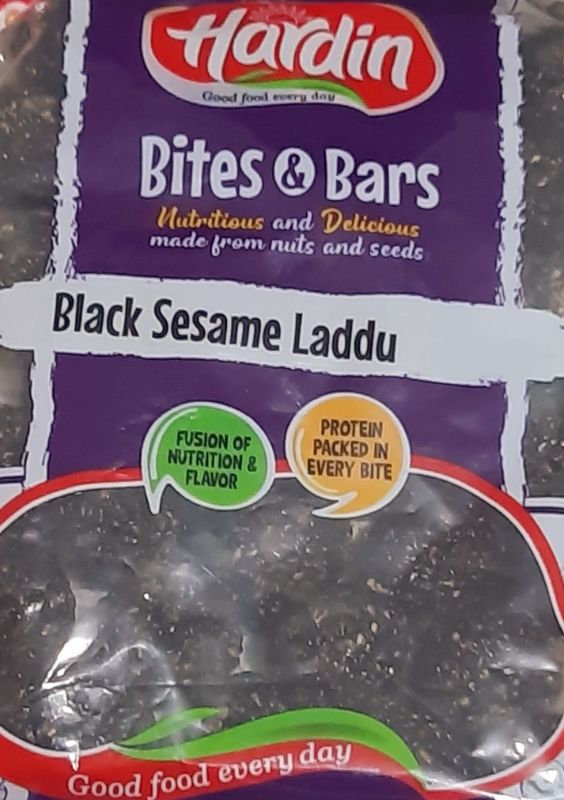 Hardin
Good food every day
Bites & Bars
Nutritious and Delicious
made from nuts and seeds
Black Sesame Laddu
FUSION OF
NUTRITION &
FLAVOR
PROTEIN
PACKED IN
EVERY BITE
Good food every day